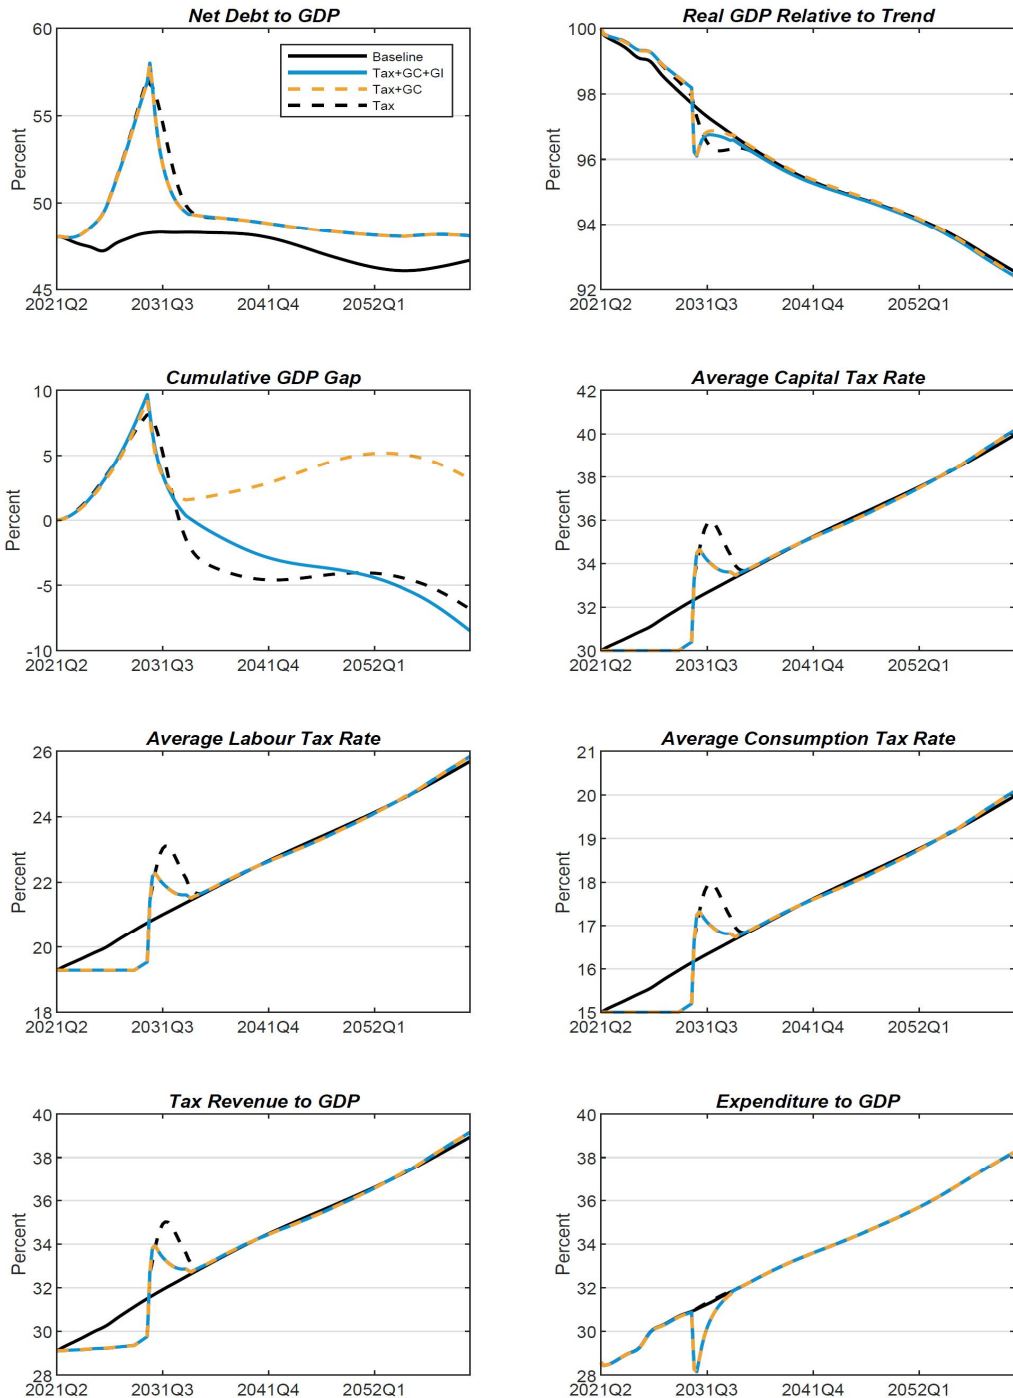 Net Debt to GDP
Percent
60
55
50
45
2021Q2 2031Q3 2041Q4 2052Q1
Baseline
Tax+GC+GI
Tax+GC
Tax
Real GDP Relative to Trend
Percent
100
98
96
94
92
2021Q2 2031Q3 2041Q4 2052Q1
Cumulative GDP Gap
Percent
10
5
0
-5
-10
2021Q2 2031Q3 2041Q4 2052Q1
Average Capital Tax Rate
Percent
42
40
38
36
34
32
30
2021Q2 2031Q3 2041Q4 2052Q1
Average Labour Tax Rate
Percent
26
24
22
20
18
2021Q2 2031Q3 2041Q4 2052Q1
Average Consumption Tax Rate
Percent
21
20
19
18
17
16
15
2021Q2 2031Q3 2041Q4 2052Q1
Tax Revenue to GDP
Percent
40
38
36
34
32
30
28
2021Q2 2031Q3 2041Q4 2052Q1
Expenditure to GDP
Percent
40
38
36
34
32
30
28
2021Q2 2031Q3 2041Q4 2052Q1